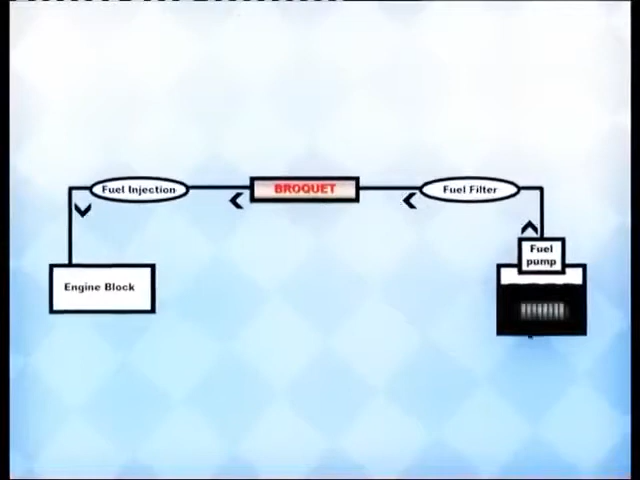 Fuel Injection
BROQUET
Fuel Filter
Fuel
pump
Engine Block